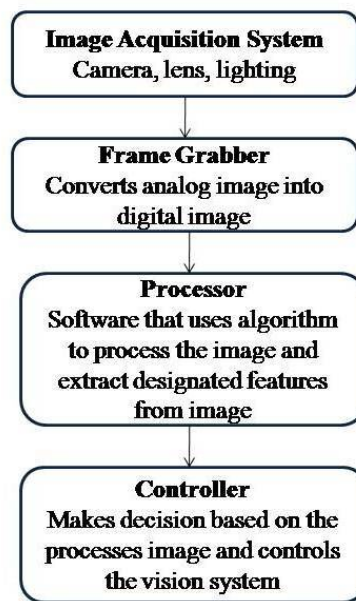 Image Acquisition System
Camera, lens, lighting
Frame Grabber
Converts analog image into
digital image
Processor
Software that uses algorithm
to process the image and
extract designated features
from image
Controller
Makes decision based on the
processes image and controls
the vision system